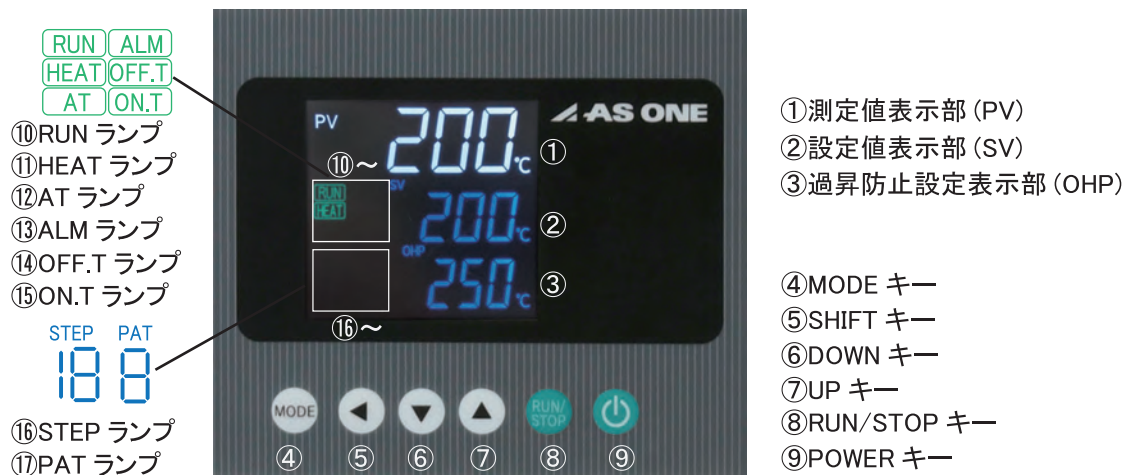 RUN ALM
HEAT OFF.T
AT ON.T
⑩RUN ランプ
⑪HEAT ランプ
⑫AT ランプ
⑬ALM ランプ
⑭OFF.T ランプ
⑮ON.T ランプ
STEP PAT
18 8
⑯STEP ランプ
⑰PAT ランプ
AS ONE
PV 200℃ ①
⑩~
RUN
HEAT
SV 200℃ ②
OHP 250℃ ③
⑯~
MODE RUN/STOP
④ ⑤ ⑥ ⑦ ⑧ ⑨
①測定値表示部(PV)
②設定値表示部(SV)
③過昇防止設定表示部(OHP)
④MODE キー
⑤SHIFT キー
⑥DOWN キー
⑦UP キー
⑧RUN/STOP キー
⑨POWER キー